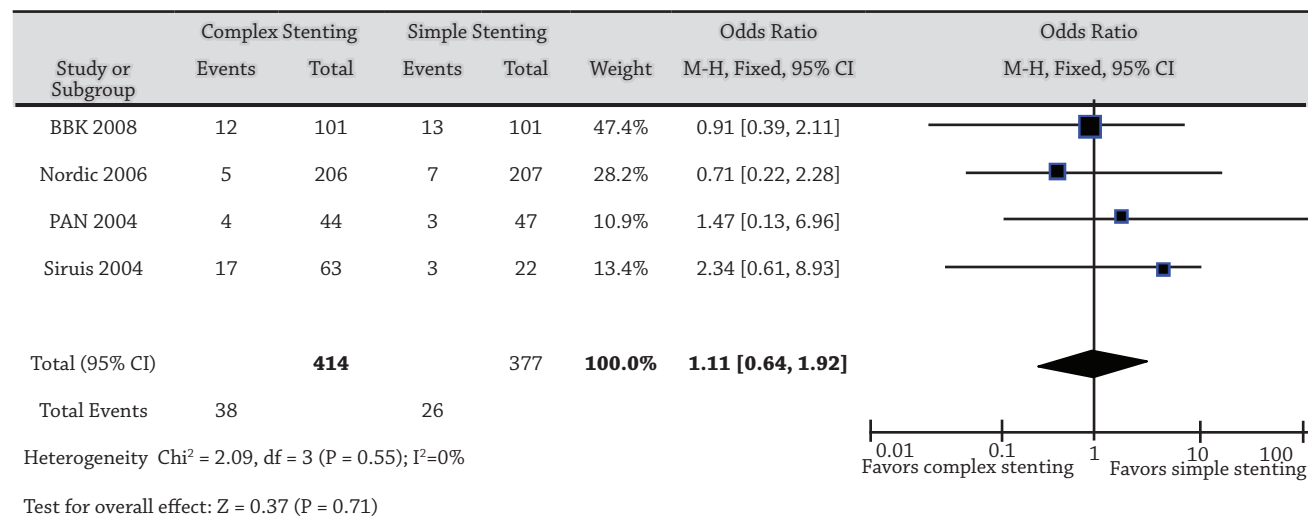 Complex Stenting Simple Stenting Odds Ratio Odds Ratio
Study or Subgroup Events Total Events Total Weight M-H, Fixed, 95% CI M-H, Fixed, 95% CI
BBK 2008 12 101 13 101 47.4% 0.91 [0.39, 2.11]
Nordic 2006 5 206 7 207 28.2% 0.71 [0.22, 2.28]
PAN 2004 4 44 3 47 10.9% 1.47 [0.13, 6.96]
Siruis 2004 17 63 3 22 13.4% 2.34 [0.61, 8.93]
Total (95% CI) 414 377 100.0% 1.11 [0.64, 1.92]
Total Events 38 26
0.01 0.1 1 10 100
Heterogeneity Chi² = 2.09, df = 3 (P = 0.55); I²=0%
Favors complex stenting Favors simple stenting
Test for overall effect: Z = 0.37 (P = 0.71)